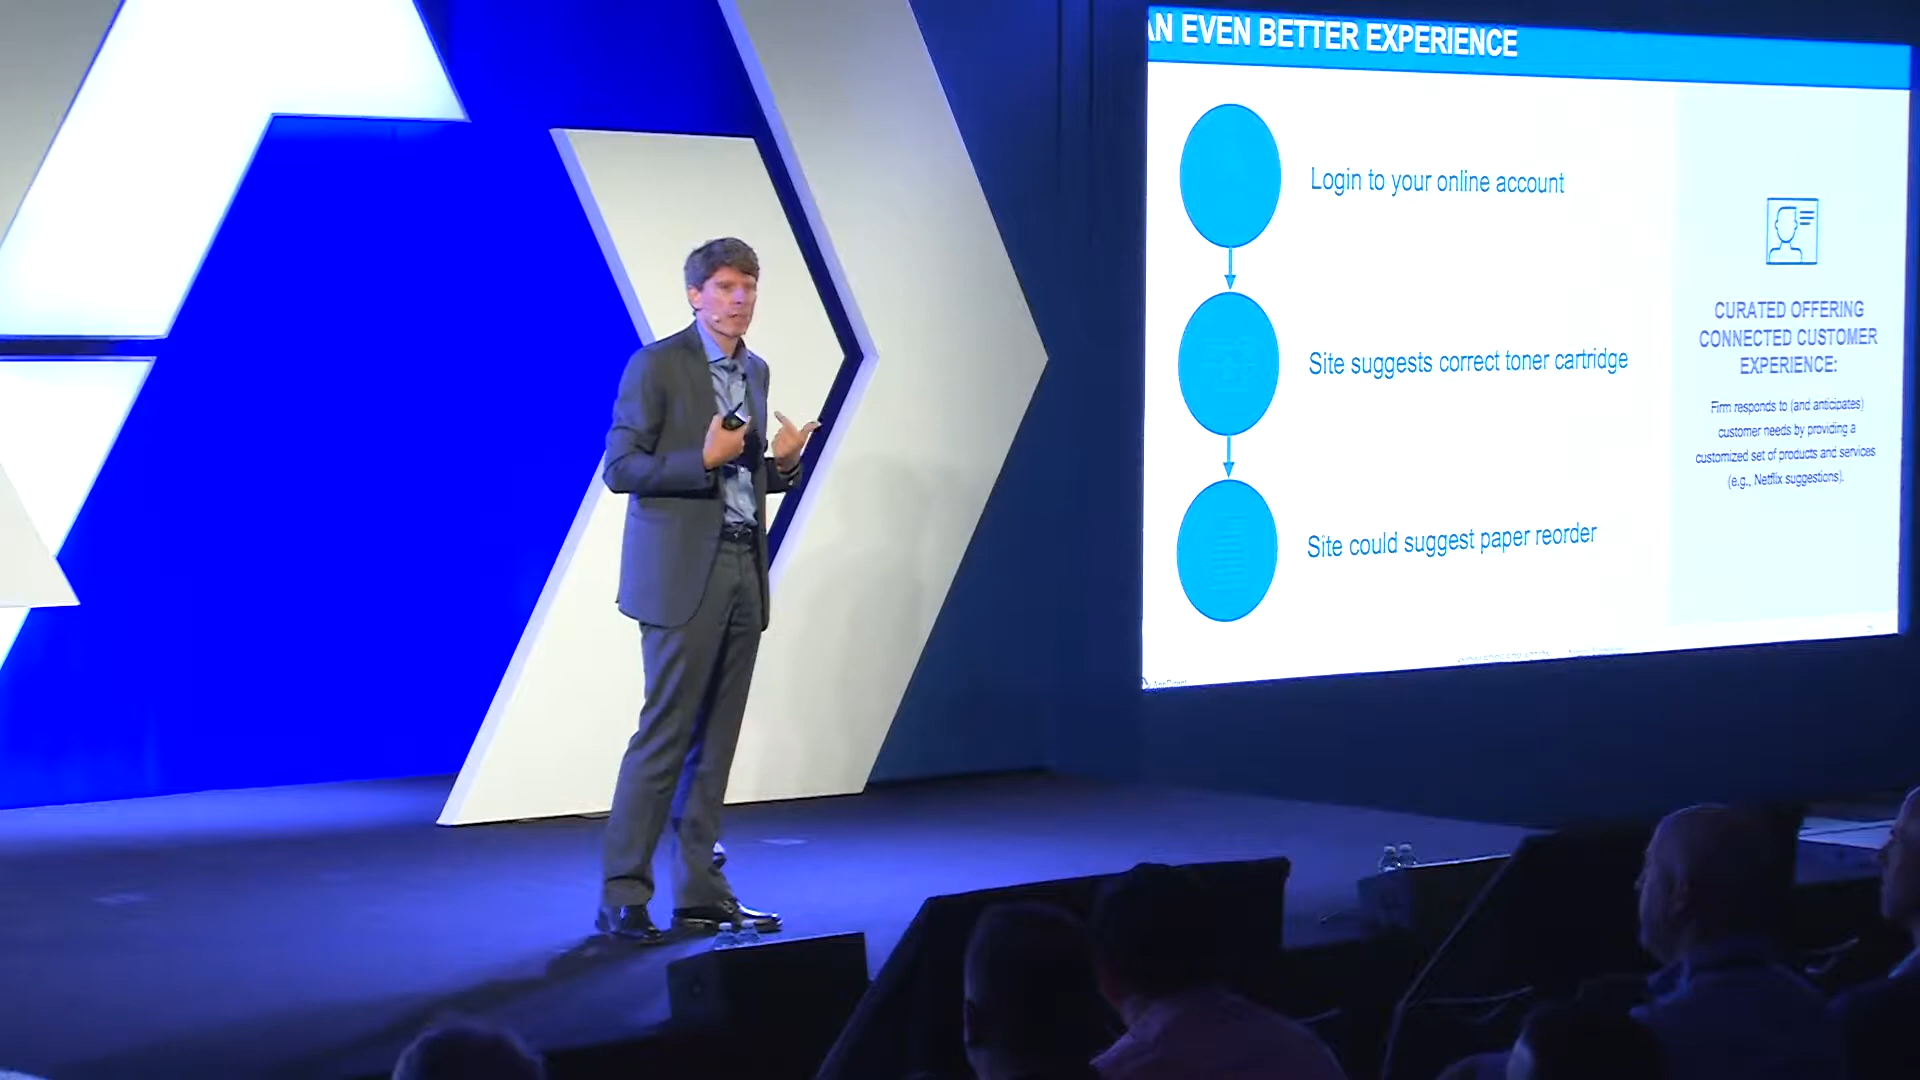 AN EVEN BETTER EXPERIENCE
Login to your online account
Site suggests correct toner cartridge
Site could suggest paper reorder
CURATED OFFERING
CONNECTED CUSTOMER
EXPERIENCE:
Firm responds to (and anticipates)
customer needs by providing a
customized set of products and services
(e.g., Netflix suggestions).